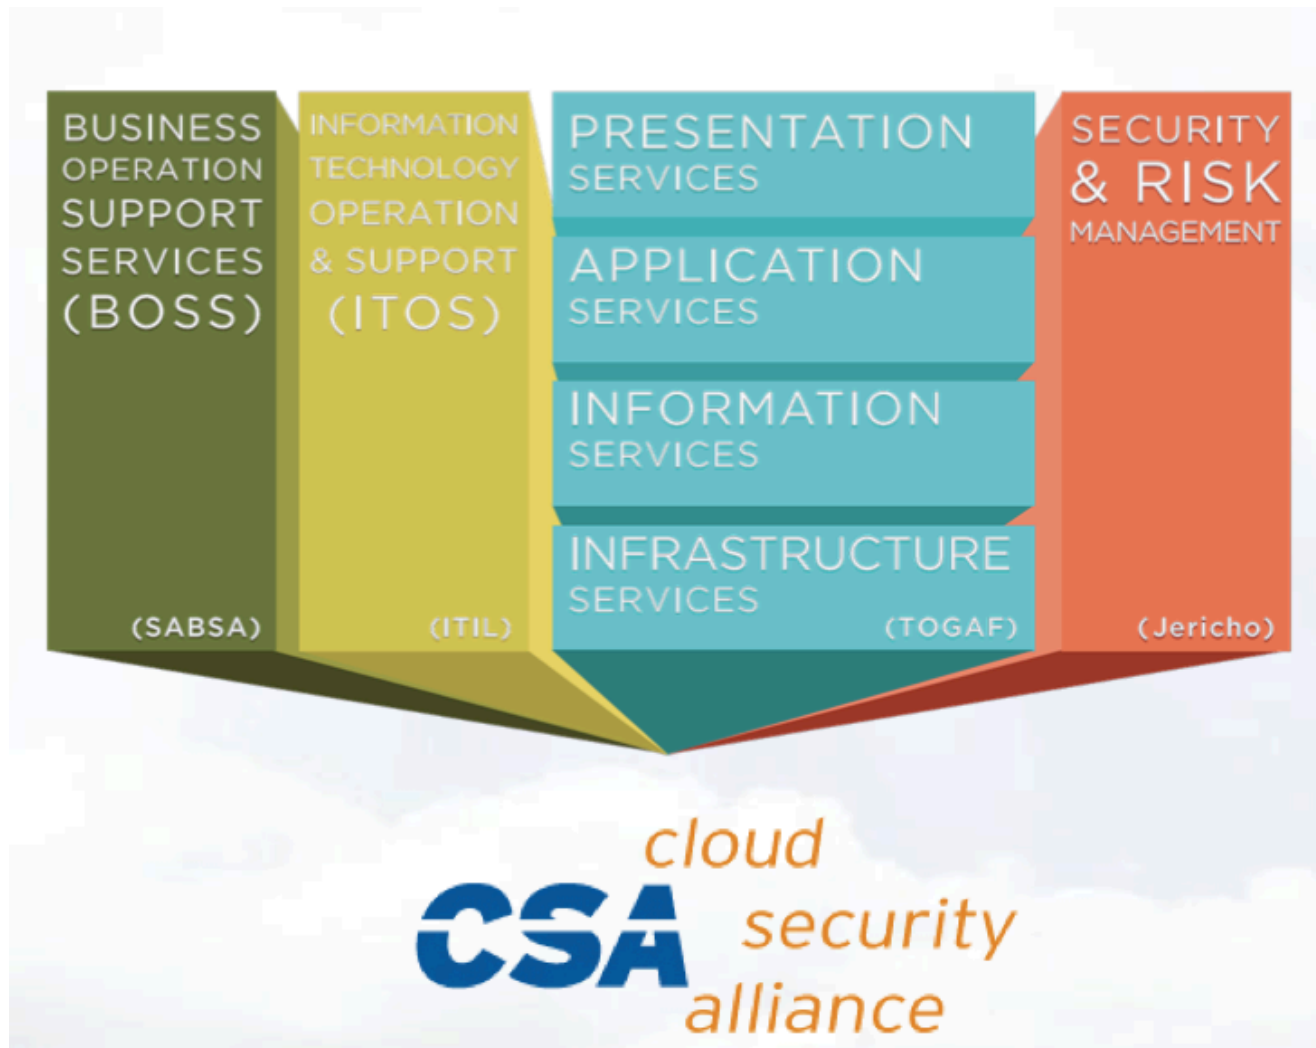 BUSINESS
OPERATION
SUPPORT
SERVICES
(BOSS)
(SABSA)
INFORMATION
TECHNOLOGY
OPERATION
& SUPPORT
(ITOS)
(ITIL)
PRESENTATION
SERVICES
APPLICATION
SERVICES
INFORMATION
SERVICES
INFRASTRUCTURE
SERVICES
(TOGAF)
SECURITY
& RISK
MANAGEMENT
(Jericho)
CSA
cloud
security
alliance